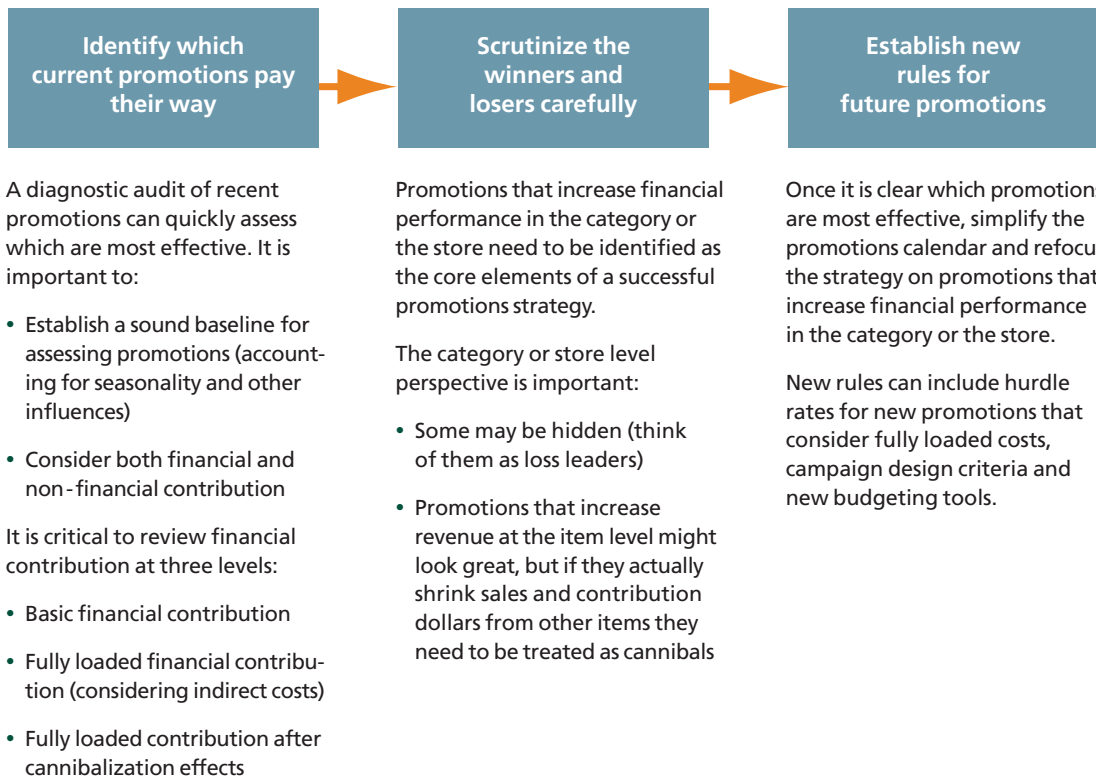 Identify which
current promotions pay
their way
Scrutinize the
winners and
losers carefully
Establish new
rules for
future promotions
A diagnostic audit of recent
promotions can quickly assess
which are most effective. It is
important to:
• Establish a sound baseline for
assessing promotions (account-
ing for seasonality and other
influences)
• Consider both financial and
non-financial contribution
It is critical to review financial
contribution at three levels:
• Basic financial contribution
• Fully loaded financial contribu-
tion (considering indirect costs)
• Fully loaded contribution after
cannibalization effects
Promotions that increase financial
performance in the category or
the store need to be identified as
the core elements of a successful
promotions strategy.
The category or store level
perspective is important:
• Some may be hidden (think
of them as loss leaders)
• Promotions that increase
revenue at the item level might
look great, but if they actually
shrink sales and contribution
dollars from other items they
need to be treated as cannibals
Once it is clear which promotions
are most effective, simplify the
promotions calendar and refocu
the strategy on promotions that
increase financial performance
in the category or the store.
New rules can include hurdle
rates for new promotions that
consider fully loaded costs,
campaign design criteria and
new budgeting tools.